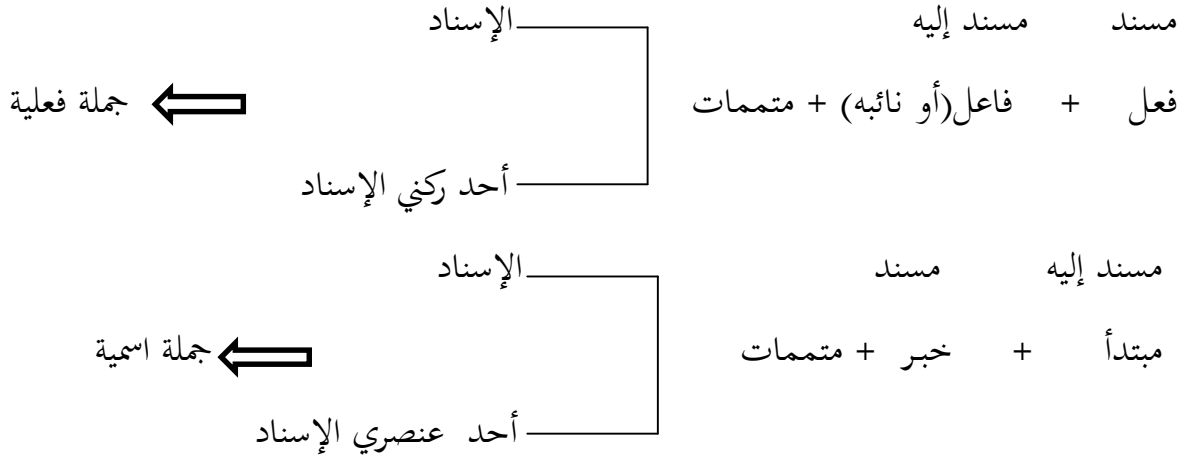 مسند مسند إليه الإسناد
فعل + فاعل(أو نائبه) + متممات جملة فعلية
أحد ركني الإسناد
مسند إليه مسند الإسناد
مبتدأ + خبر + متممات جملة اسمية
أحد عنصري الإسناد